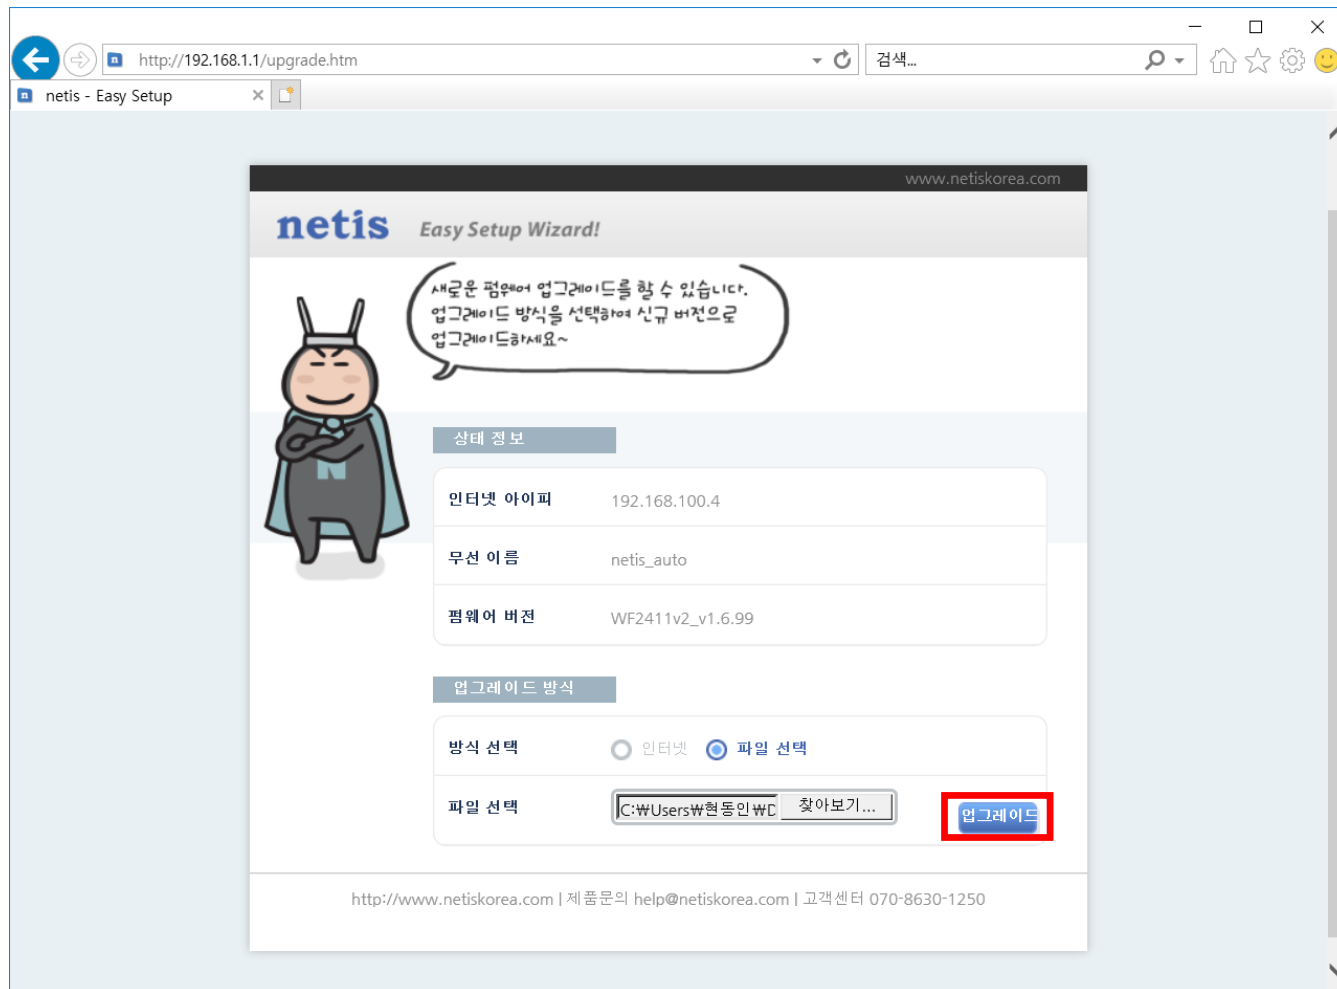 http://192.168.1.1/upgrade.htm
검색...
netis - Easy Setup
www.netiskorea.com
netis Easy Setup Wizard!
새로운 펌웨어 업그레이드를 할 수 있습니다.
업그레이드 방식을 선택하여 신규 버전으로
업그레이드하세요~
N
상태 정보
인터넷 아이피 192.168.100.4
무선 이름 netis_auto
펌웨어 버전 WF2411v2_v1.6.99
업그레이드 방식
방식 선택 인터넷 파일 선택
파일 선택 C:₩Users₩현동인₩D 찾아보기...
업그레이드
http://www.netiskorea.com | 제품문의 help@netiskorea.com | 고객센터 070-8630-1250